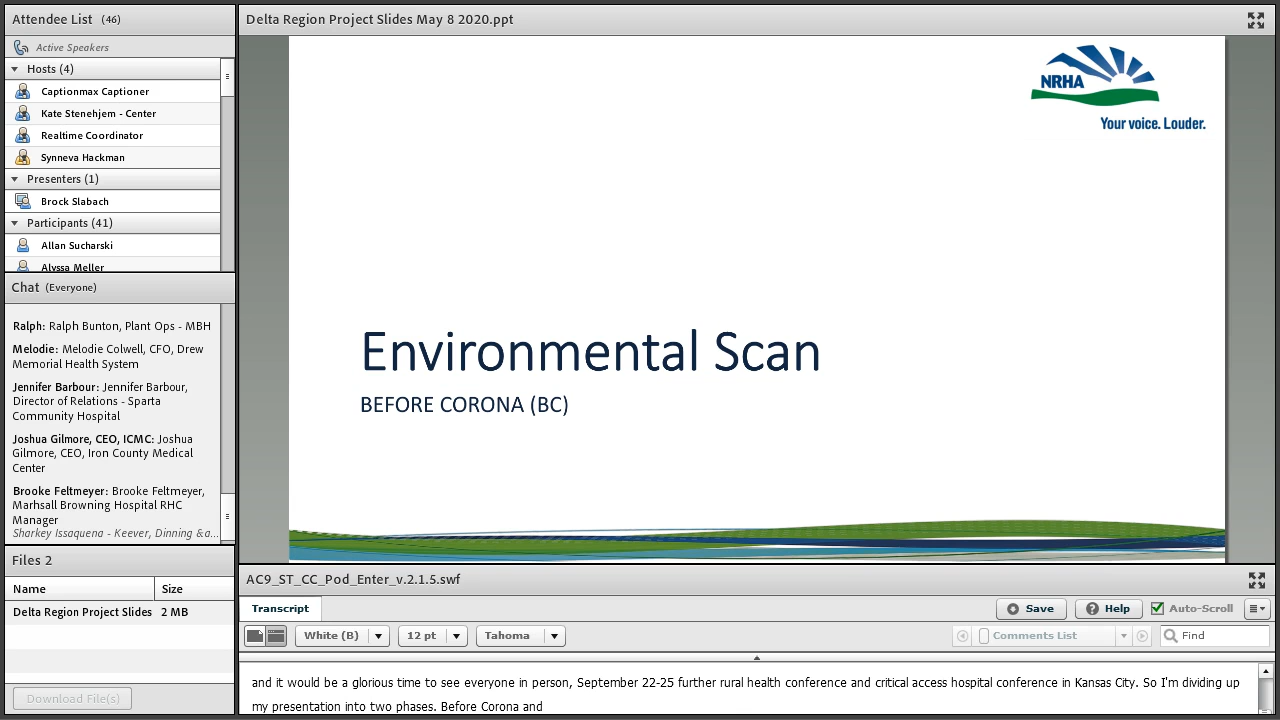 Attendee List (46)
Active Speakers
Hosts (4)
Captionmax Captioner
Kate Stenehjem - Center
Realtime Coordinator
Synneva Hackman
Presenters (1)
Brock Slabach
Participants (41)
Allan Sucharski
Alyssa Meller
Chat (Everyone)
Ralph: Ralph Bunton, Plant Ops - MBH
Melodie: Melodie Colwell, CFO, Drew
Memorial Health System
Jennifer Barbour: Jennifer Barbour,
Director of Relations - Sparta
Community Hospital
Joshua Gilmore, CEO, ICMC: Joshua
Gilmore, CEO, Iron County Medical
Center
Brooke Feltmeyer: Brooke Feltmeyer,
Marhsall Browning Hospital RHC
Manager
Sharkey Issaquena - Keever, Dinning &a...
Files 2
Name Size
Delta Region Project Slides 2 MB
Download File(s)
Delta Region Project Slides May 8 2020.ppt
NRHA
Your voice. Louder.
Environmental Scan
BEFORE CORONA (BC)
AC9_ST_CC_Pod_Enter_v.2.1.5.swf
Transcript Save Help Auto-Scroll
White (B) 12 pt Tahoma Comments List Find
and it would be a glorious time to see everyone in person, September 22-25 further rural health conference and critical access hospital conference in Kansas City. So I'm dividing up
my presentation into two phases. Before Corona and